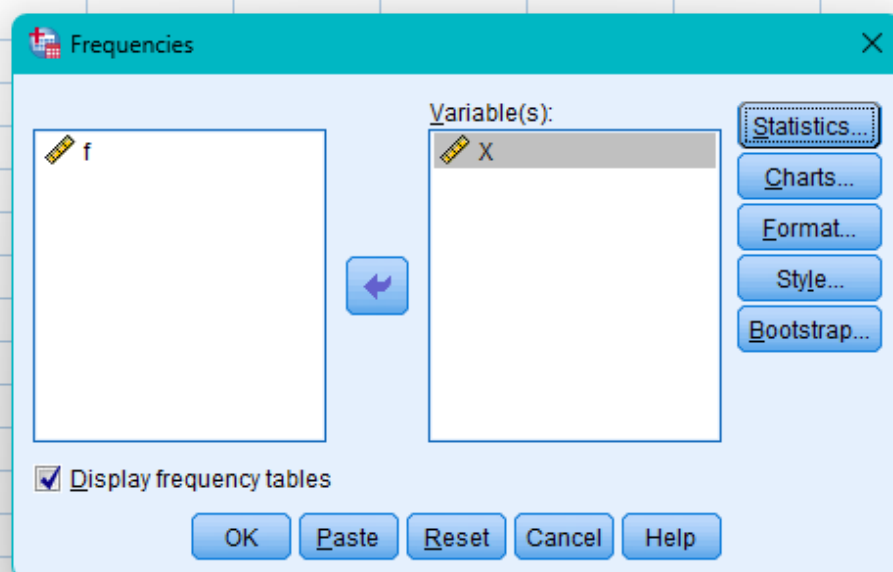 Frequencies
Variable(s):
f
X
Statistics...
Charts...
Format...
Style...
Bootstrap...
Display frequency tables
OK Paste Reset Cancel Help